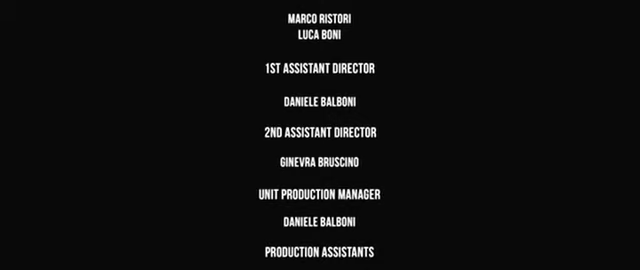 MARCO RISTORI
LUCA BONI
1ST ASSISTANT DIRECTOR
DANIELE BALBONI
2ND ASSISTANT DIRECTOR
GINEVRA BRUSCINO
UNIT PRODUCTION MANAGER
DANIELE BALBONI
PRODUCTION ASSISTANTS